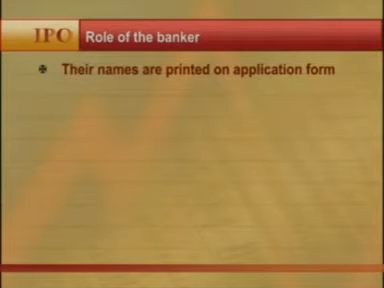 IPO Role of the banker
Their names are printed on application form